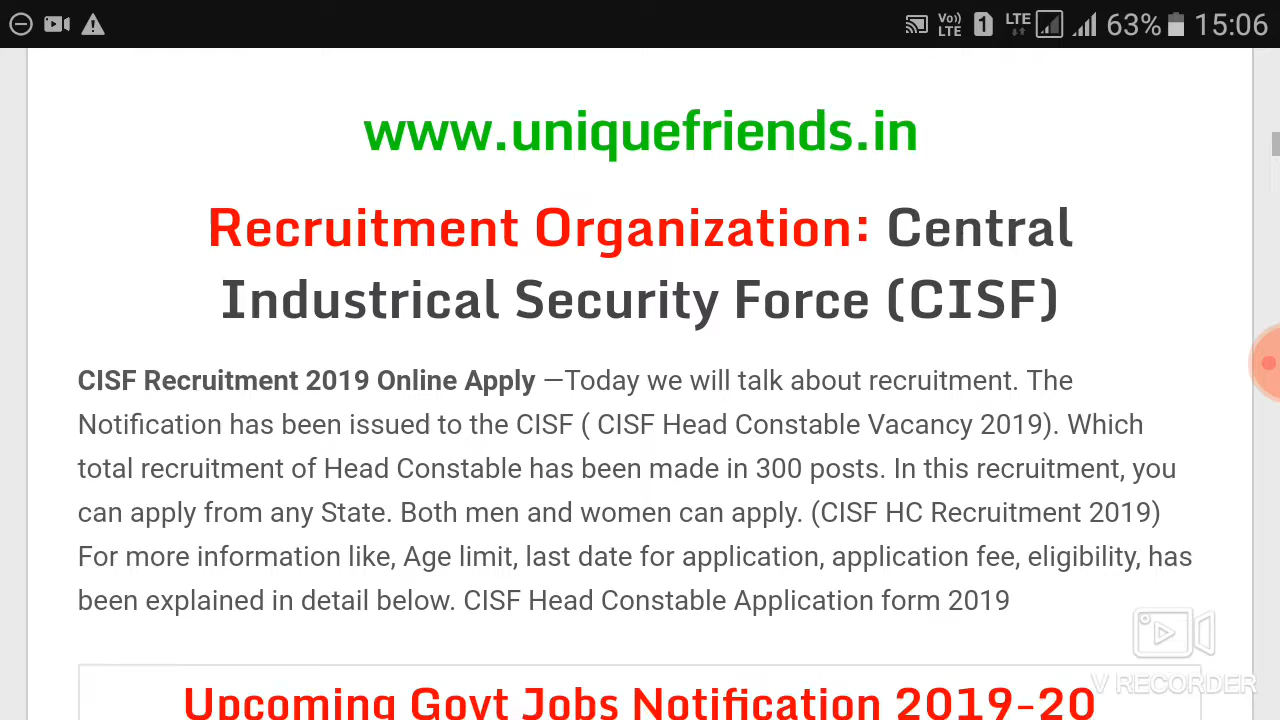 Vo)) LTE 1 LTE 63% 15:06
www.uniquefriends.in
Recruitment Organization: Central
Industrical Security Force (CISF)
CISF Recruitment 2019 Online Apply —Today we will talk about recruitment. The
Notification has been issued to the CISF ( CISF Head Constable Vacancy 2019). Which
total recruitment of Head Constable has been made in 300 posts. In this recruitment, you
can apply from any State. Both men and women can apply. (CISF HC Recruitment 2019)
For more information like, Age limit, last date for application, application fee, eligibility, has
been explained in detail below. CISF Head Constable Application form 2019
V RECORDER
Upcoming Govt Jobs Notification 2019-20